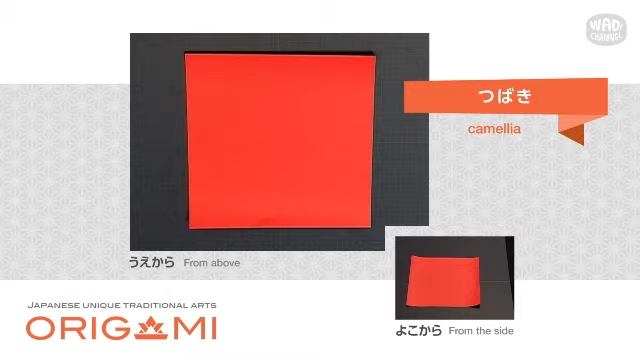 WAD!
CHANNEL
つばき
camellia
うえから From above
よこから From the side
JAPANESE UNIQUE TRADITIONAL ARTS
ORIGAMI